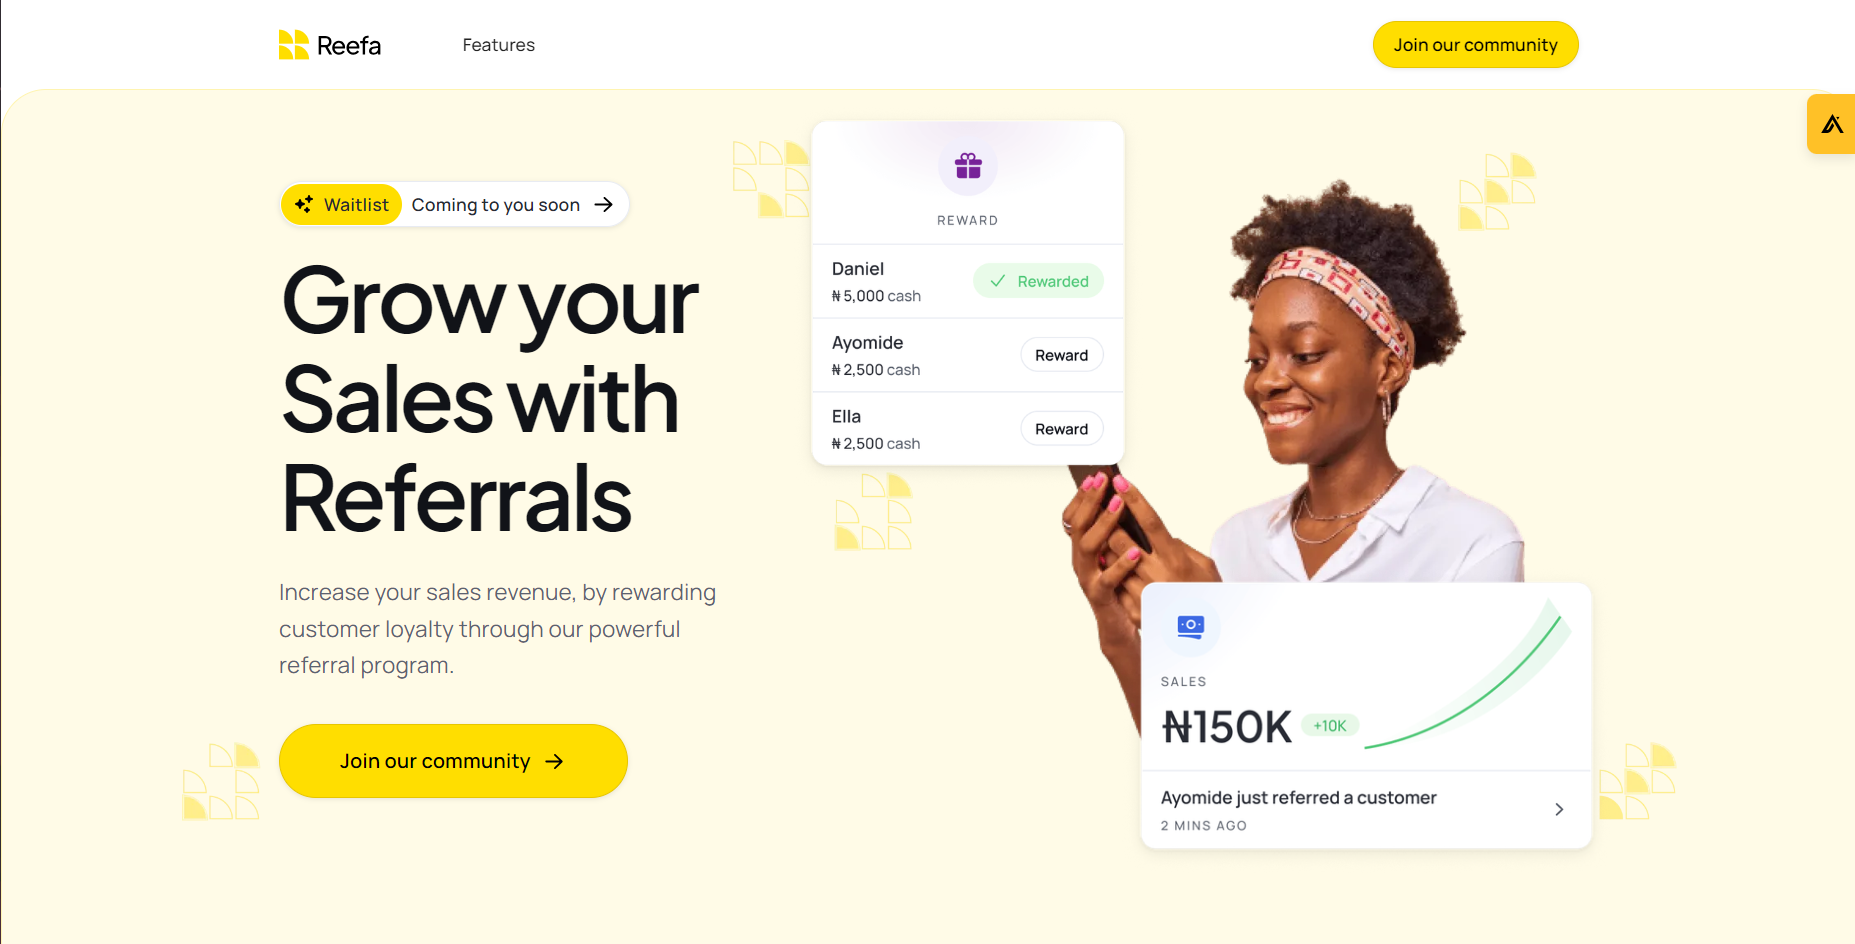 Reefa
Features
Join our community
Waitlist
Coming to you soon
Grow your
Sales with
Referrals
Increase your sales revenue, by rewarding
customer loyalty through our powerful
referral program.
Join our community
REWARD
Daniel
₦ 5,000 cash
Rewarded
Ayomide
₦ 2,500 cash
Reward
Ella
₦ 2,500 cash
Reward
SALES
₦150K
+10K
Ayomide just referred a customer
2 MINS AGO